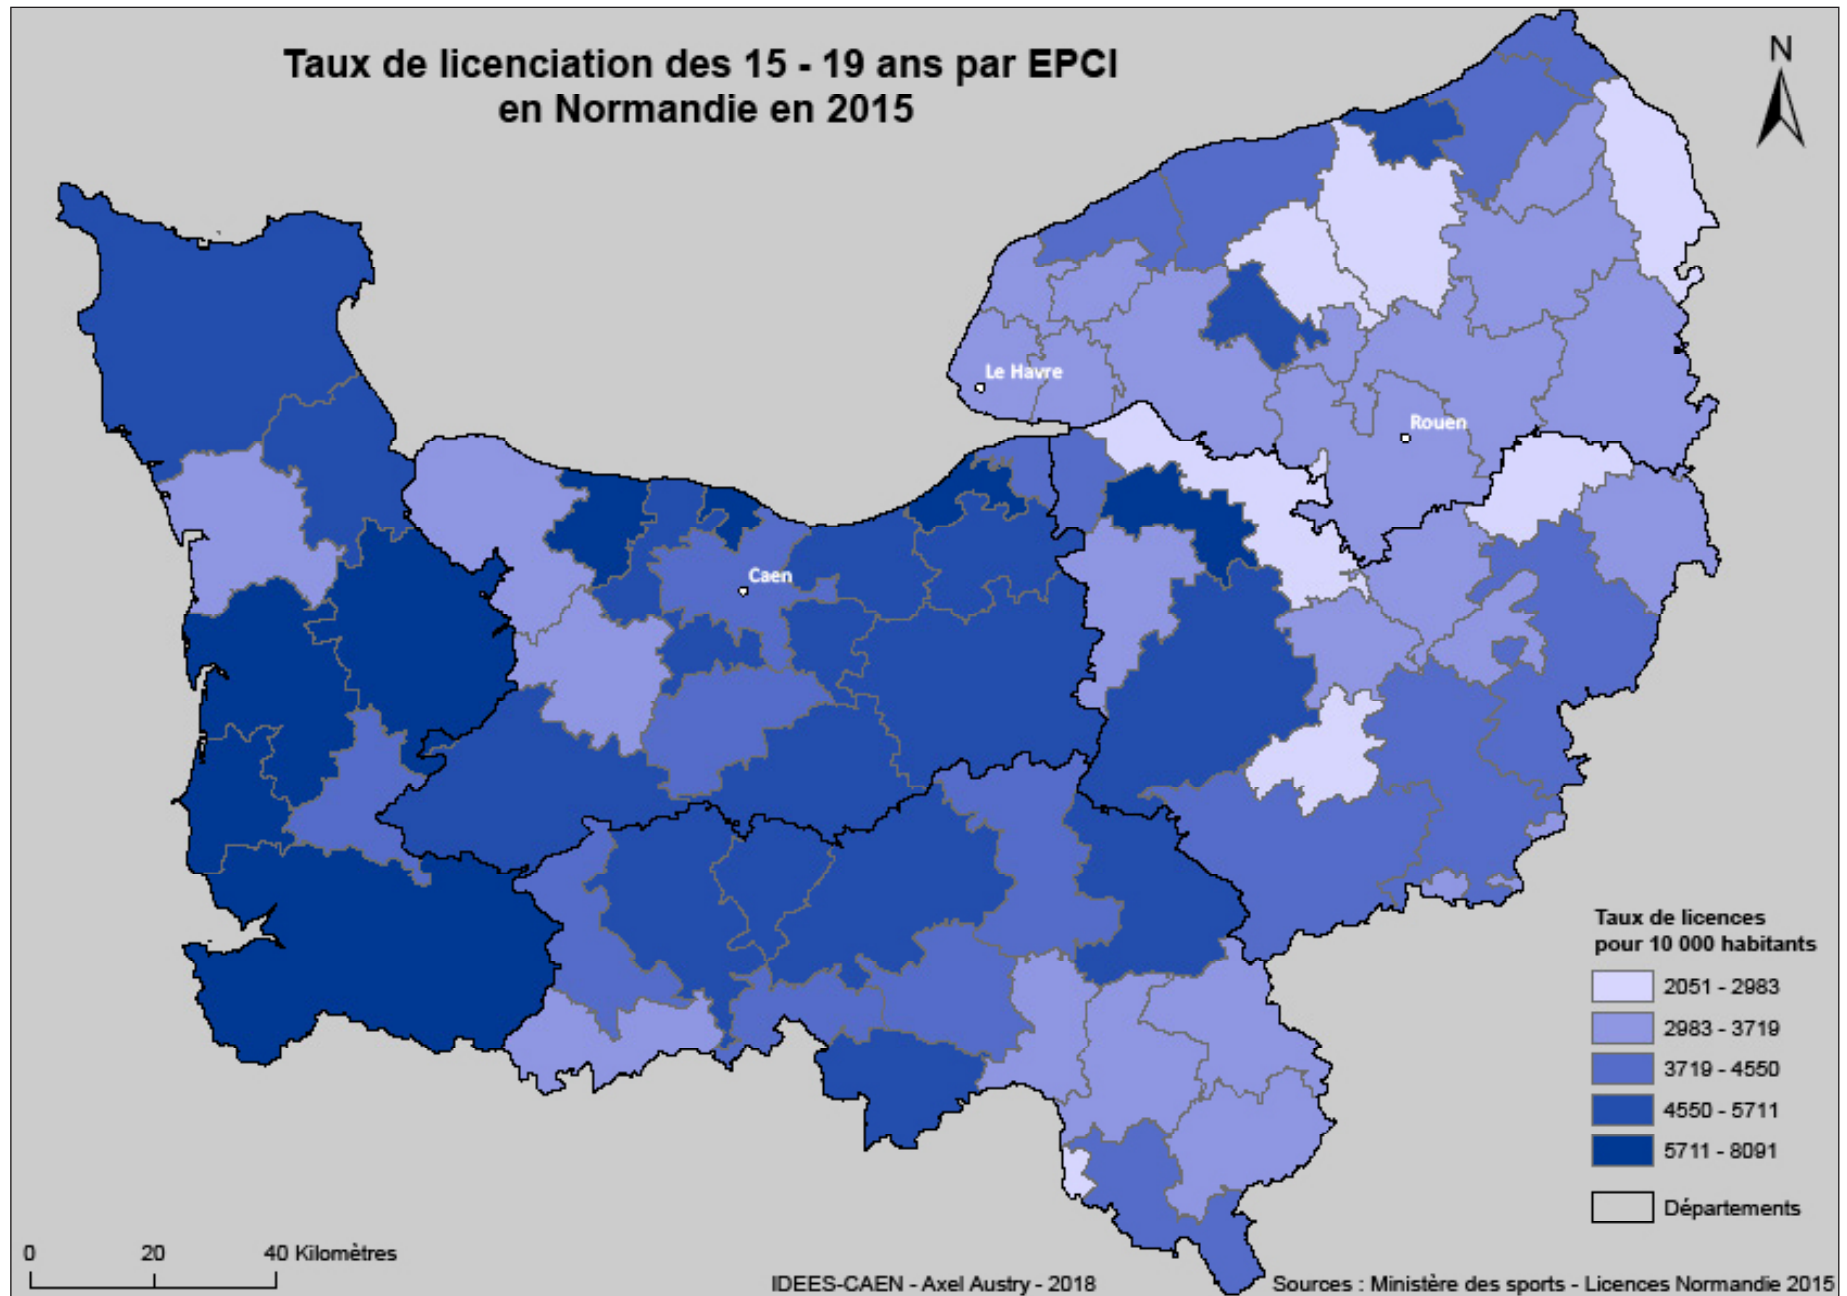 Taux de licenciation des 15 - 19 ans par EPCI
en Normandie en 2015
N
Le Havre
Rouen
Caen
Taux de licences
pour 10 000 habitants
2051 - 2983
2983 - 3719
3719 - 4550
4550 - 5711
5711 - 8091
Départements
0 20 40 Kilomètres
IDEES-CAEN - Axel Austry - 2018
Sources : Ministère des sports - Licences Normandie 2015